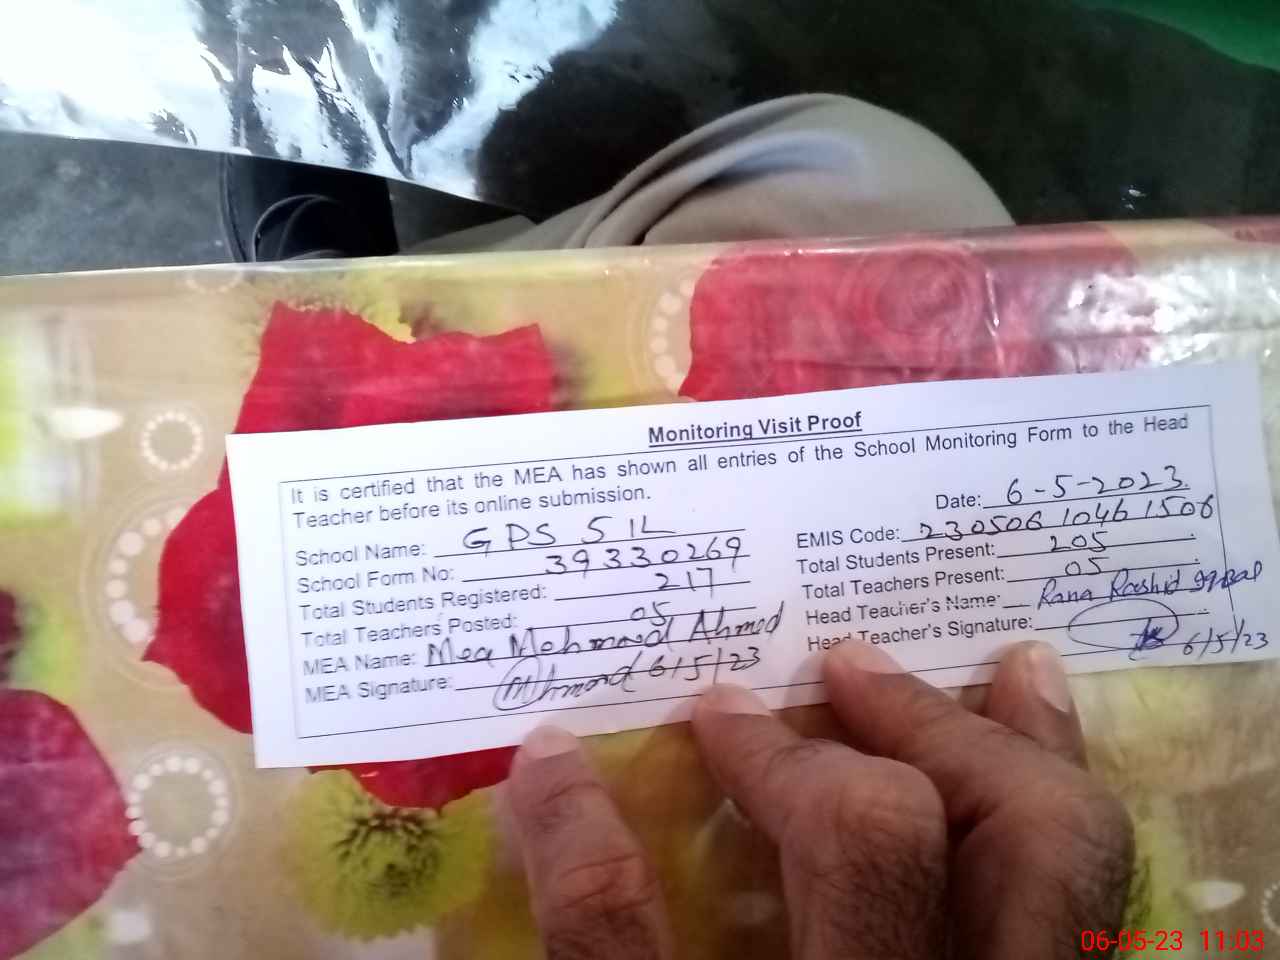 Monitoring Visit Proof
It is certified that the MEA has shown all entries of the School Monitoring Form to the Head
Teacher before its online submission.
Date: 6-5-2023.
School Name: GPS 5 1L
EMIS Code: 230506 1046 1506
School Form No: 39330269
Total Students Present: 205
Total Students Registered: 217
Total Teachers Present: 05
Total Teachers Posted: 05
Head Teacher's Name: Rana Rashid Iqbal
MEA Name: Mea Mohmood Ahmed
Head Teacher's Signature: 6/5/23
MEA Signature: 6/5/23
06-05-23 11:03